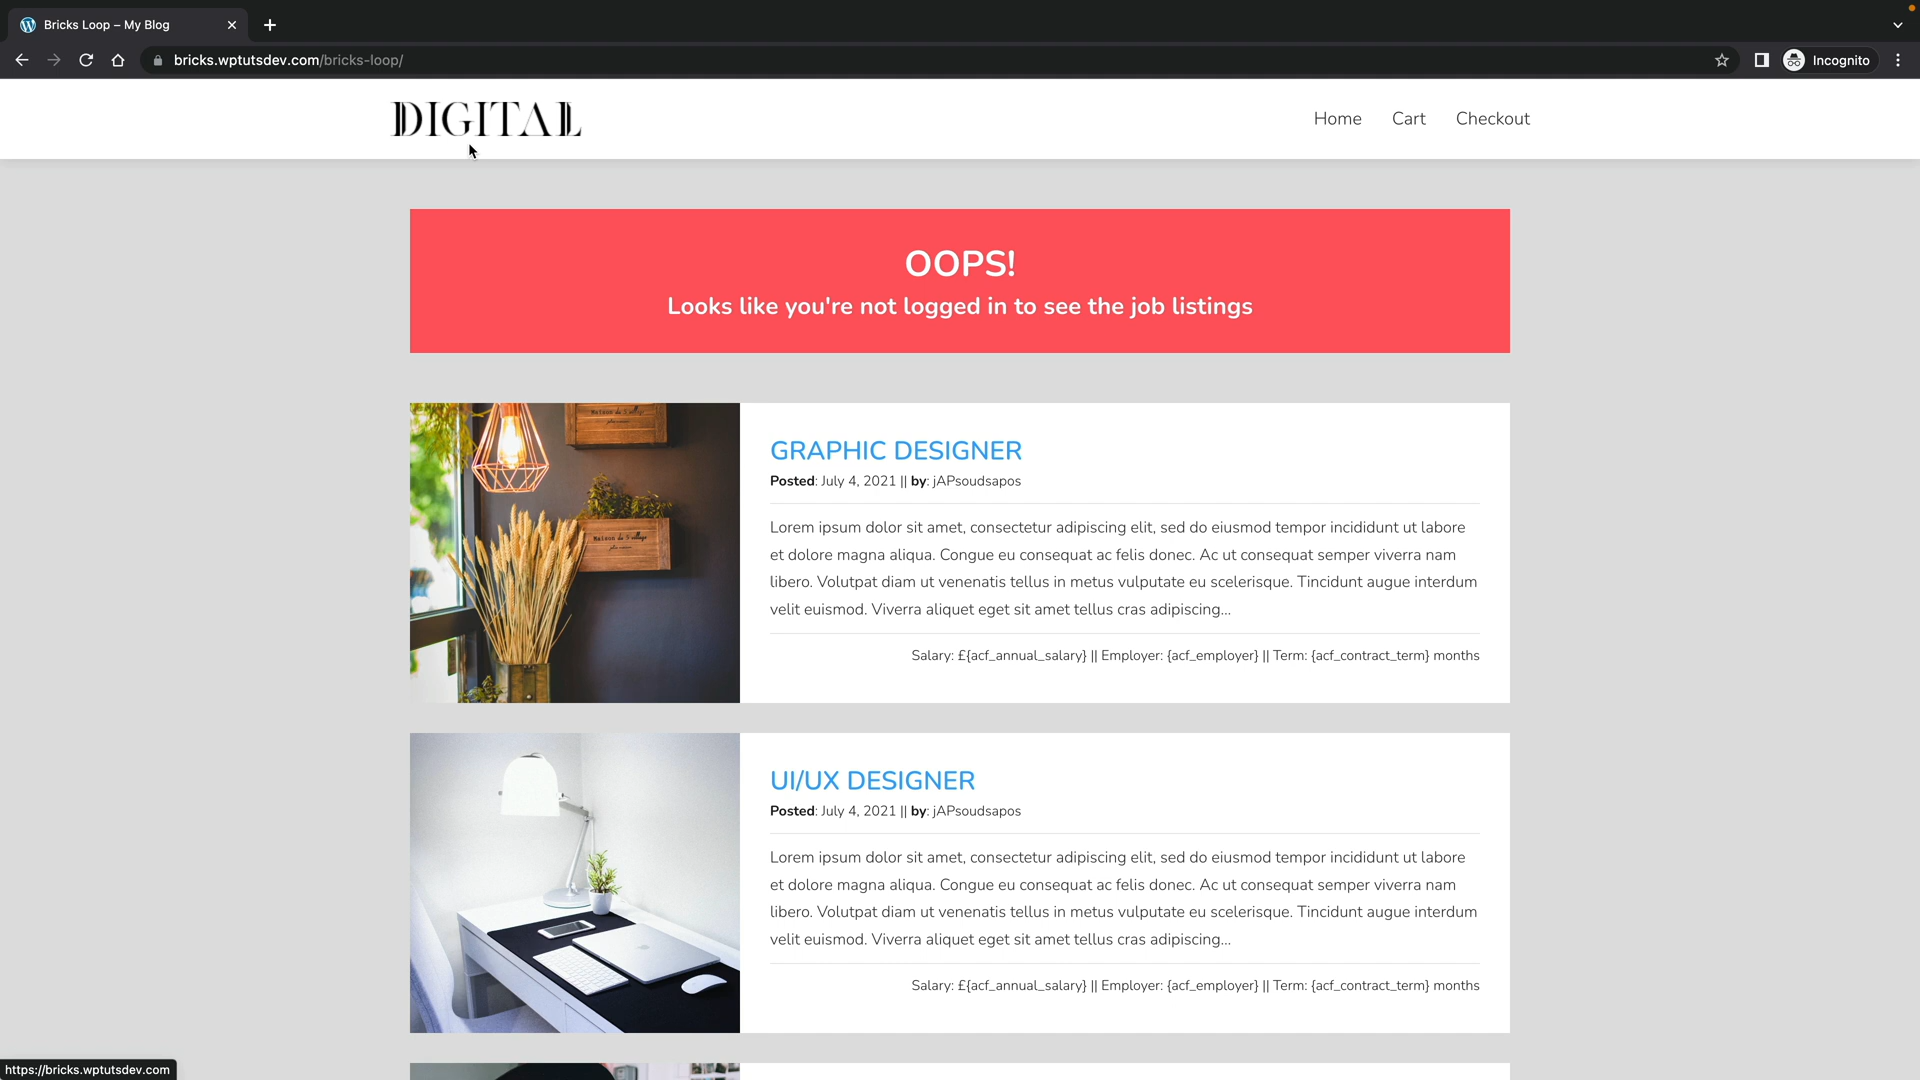 Bricks Loop – My Blog
bricks.wptutsdev.com/bricks-loop/
Incognito
DIGITAL
Home Cart Checkout
OOPS!
Looks like you're not logged in to see the job listings
GRAPHIC DESIGNER
Posted: July 4, 2021 || by: jAPsoudsapos
Lorem ipsum dolor sit amet, consectetur adipiscing elit, sed do eiusmod tempor incididunt ut labore
et dolore magna aliqua. Congue eu consequat ac felis donec. Ac ut consequat semper viverra nam
libero. Volutpat diam ut venenatis tellus in metus vulputate eu scelerisque. Tincidunt augue interdum
velit euismod. Viverra aliquet eget sit amet tellus cras adipiscing...
Salary: £{acf_annual_salary} || Employer: {acf_employer} || Term: {acf_contract_term} months
UI/UX DESIGNER
Posted: July 4, 2021 || by: jAPsoudsapos
Lorem ipsum dolor sit amet, consectetur adipiscing elit, sed do eiusmod tempor incididunt ut labore
et dolore magna aliqua. Congue eu consequat ac felis donec. Ac ut consequat semper viverra nam
libero. Volutpat diam ut venenatis tellus in metus vulputate eu scelerisque. Tincidunt augue interdum
velit euismod. Viverra aliquet eget sit amet tellus cras adipiscing...
Salary: £{acf_annual_salary} || Employer: {acf_employer} || Term: {acf_contract_term} months
https://bricks.wptutsdev.com